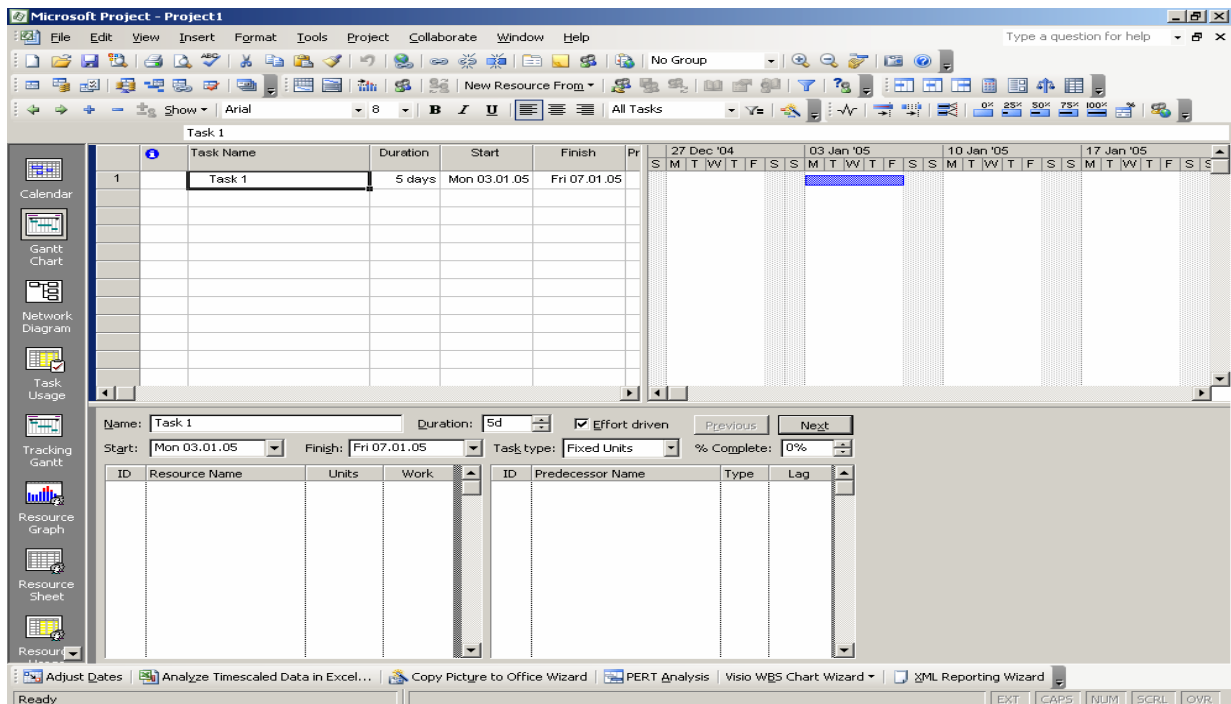 Microsoft Project - Project1
File Edit View Insert Format Tools Project Collaborate Window Help Type a question for help
No Group
New Resource From
Show Arial 8 B I U All Tasks 0% 25% 50% 75% 100%
Task 1
Task Name Duration Start Finish Pr 27 Dec '04 03 Jan '05 10 Jan '05 17 Jan '05
S M T W T F S S M T W T F S S M T W T F S S M T W T F S S
1 Task 1 5 days Mon 03.01.05 Fri 07.01.05
Calendar
Gantt
Chart
Network
Diagram
Task
Usage
Tracking
Gantt
Resource
Graph
Resource
Sheet
Resour
Name: Task 1 Duration: 5d Effort driven Previous Next
Start: Mon 03.01.05 Finish: Fri 07.01.05 Task type: Fixed Units % Complete: 0%
ID Resource Name Units Work ID Predecessor Name Type Lag
Adjust Dates Analyze Timescaled Data in Excel... Copy Picture to Office Wizard PERT Analysis Visio WBS Chart Wizard XML Reporting Wizard
Ready EXT CAPS NUM SCRL OVR